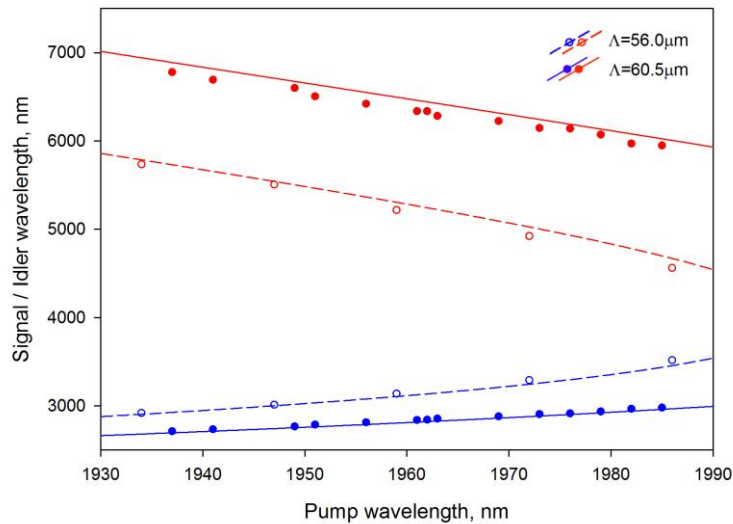 Λ=56.0μm
Λ=60.5μm
Signal / Idler wavelength, nm
7000
6000
5000
4000
3000
1930 1940 1950 1960 1970 1980 1990
Pump wavelength, nm